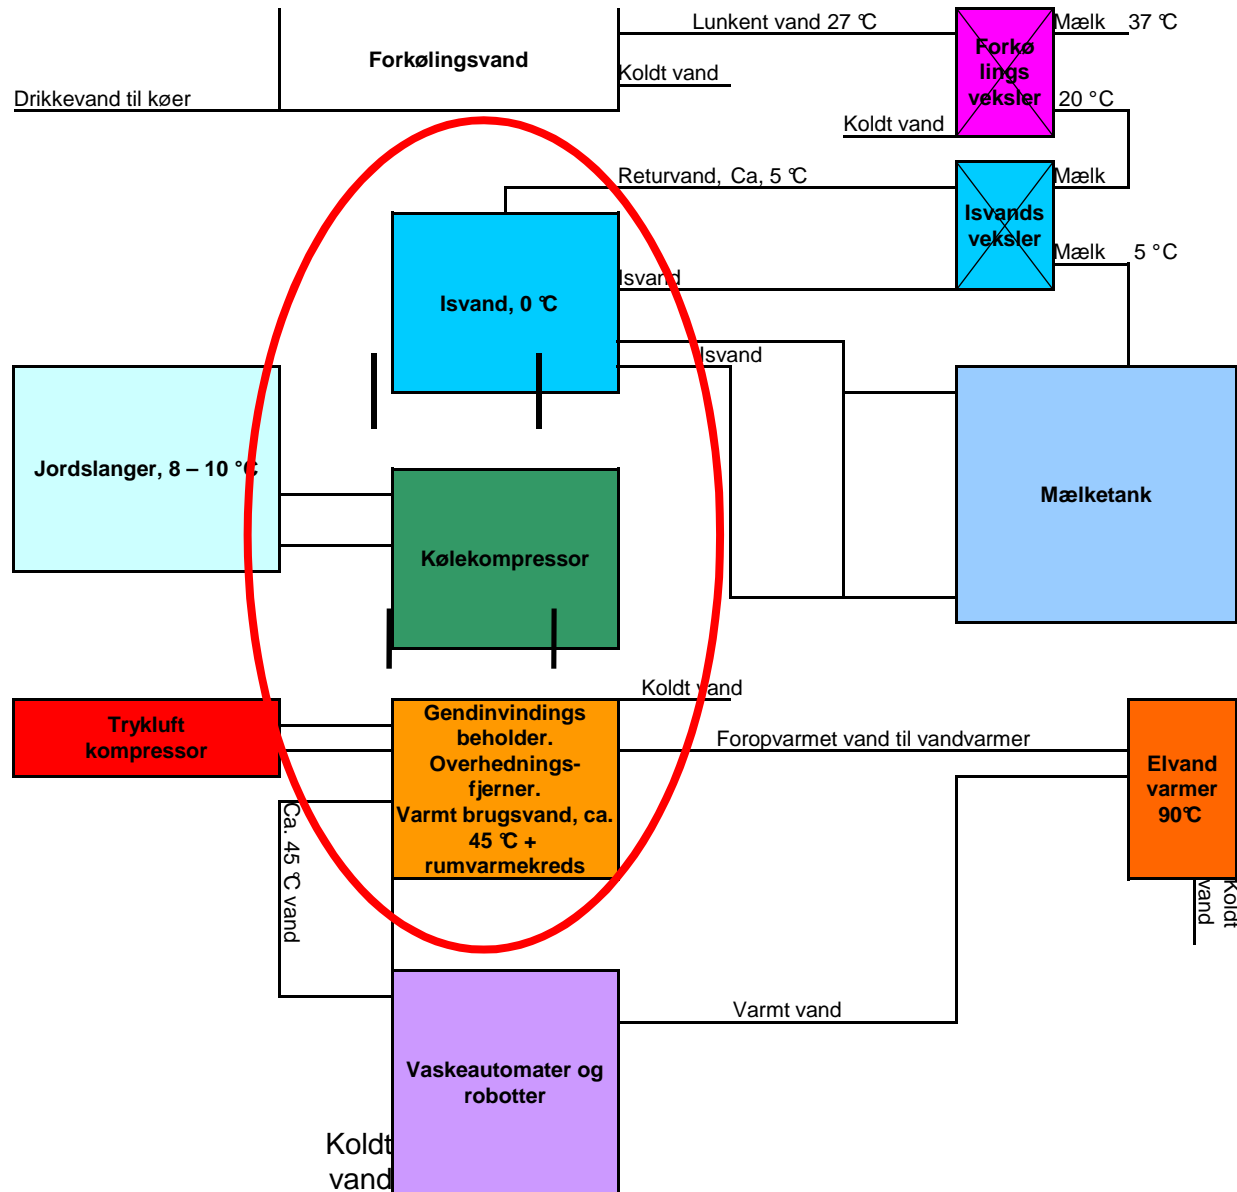 Lunkent vand 27 °C
Mælk 37 °C
Forkølingsvand
Forkø
lings
veksler
Koldt vand
Drikkevand til køer
20 °C
Koldt vand
Returvand, Ca, 5 °C
Mælk
Isvands
veksler
Mælk 5 °C
Isvand
Isvand, 0 °C
Isvand
Jordslanger, 8 – 10 °C
Mælketank
Kølekompressor
Koldt vand
Trykluft
kompressor
Gendinvindings
beholder.
Overhednings-
fjerner.
Varmt brugsvand, ca.
45 °C +
rumvarmekreds
Foropvarmet vand til vandvarmer
Elvand
varmer
90°C
Ca. 45 °C vand
Koldt
vand
Varmt vand
Vaskeautomater og
robotter
Koldt
vand